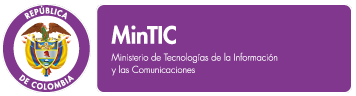 REPÚBLICA
DE COLOMBIA
MinTIC
Ministerio de Tecnologías de la Información
y las Comunicaciones